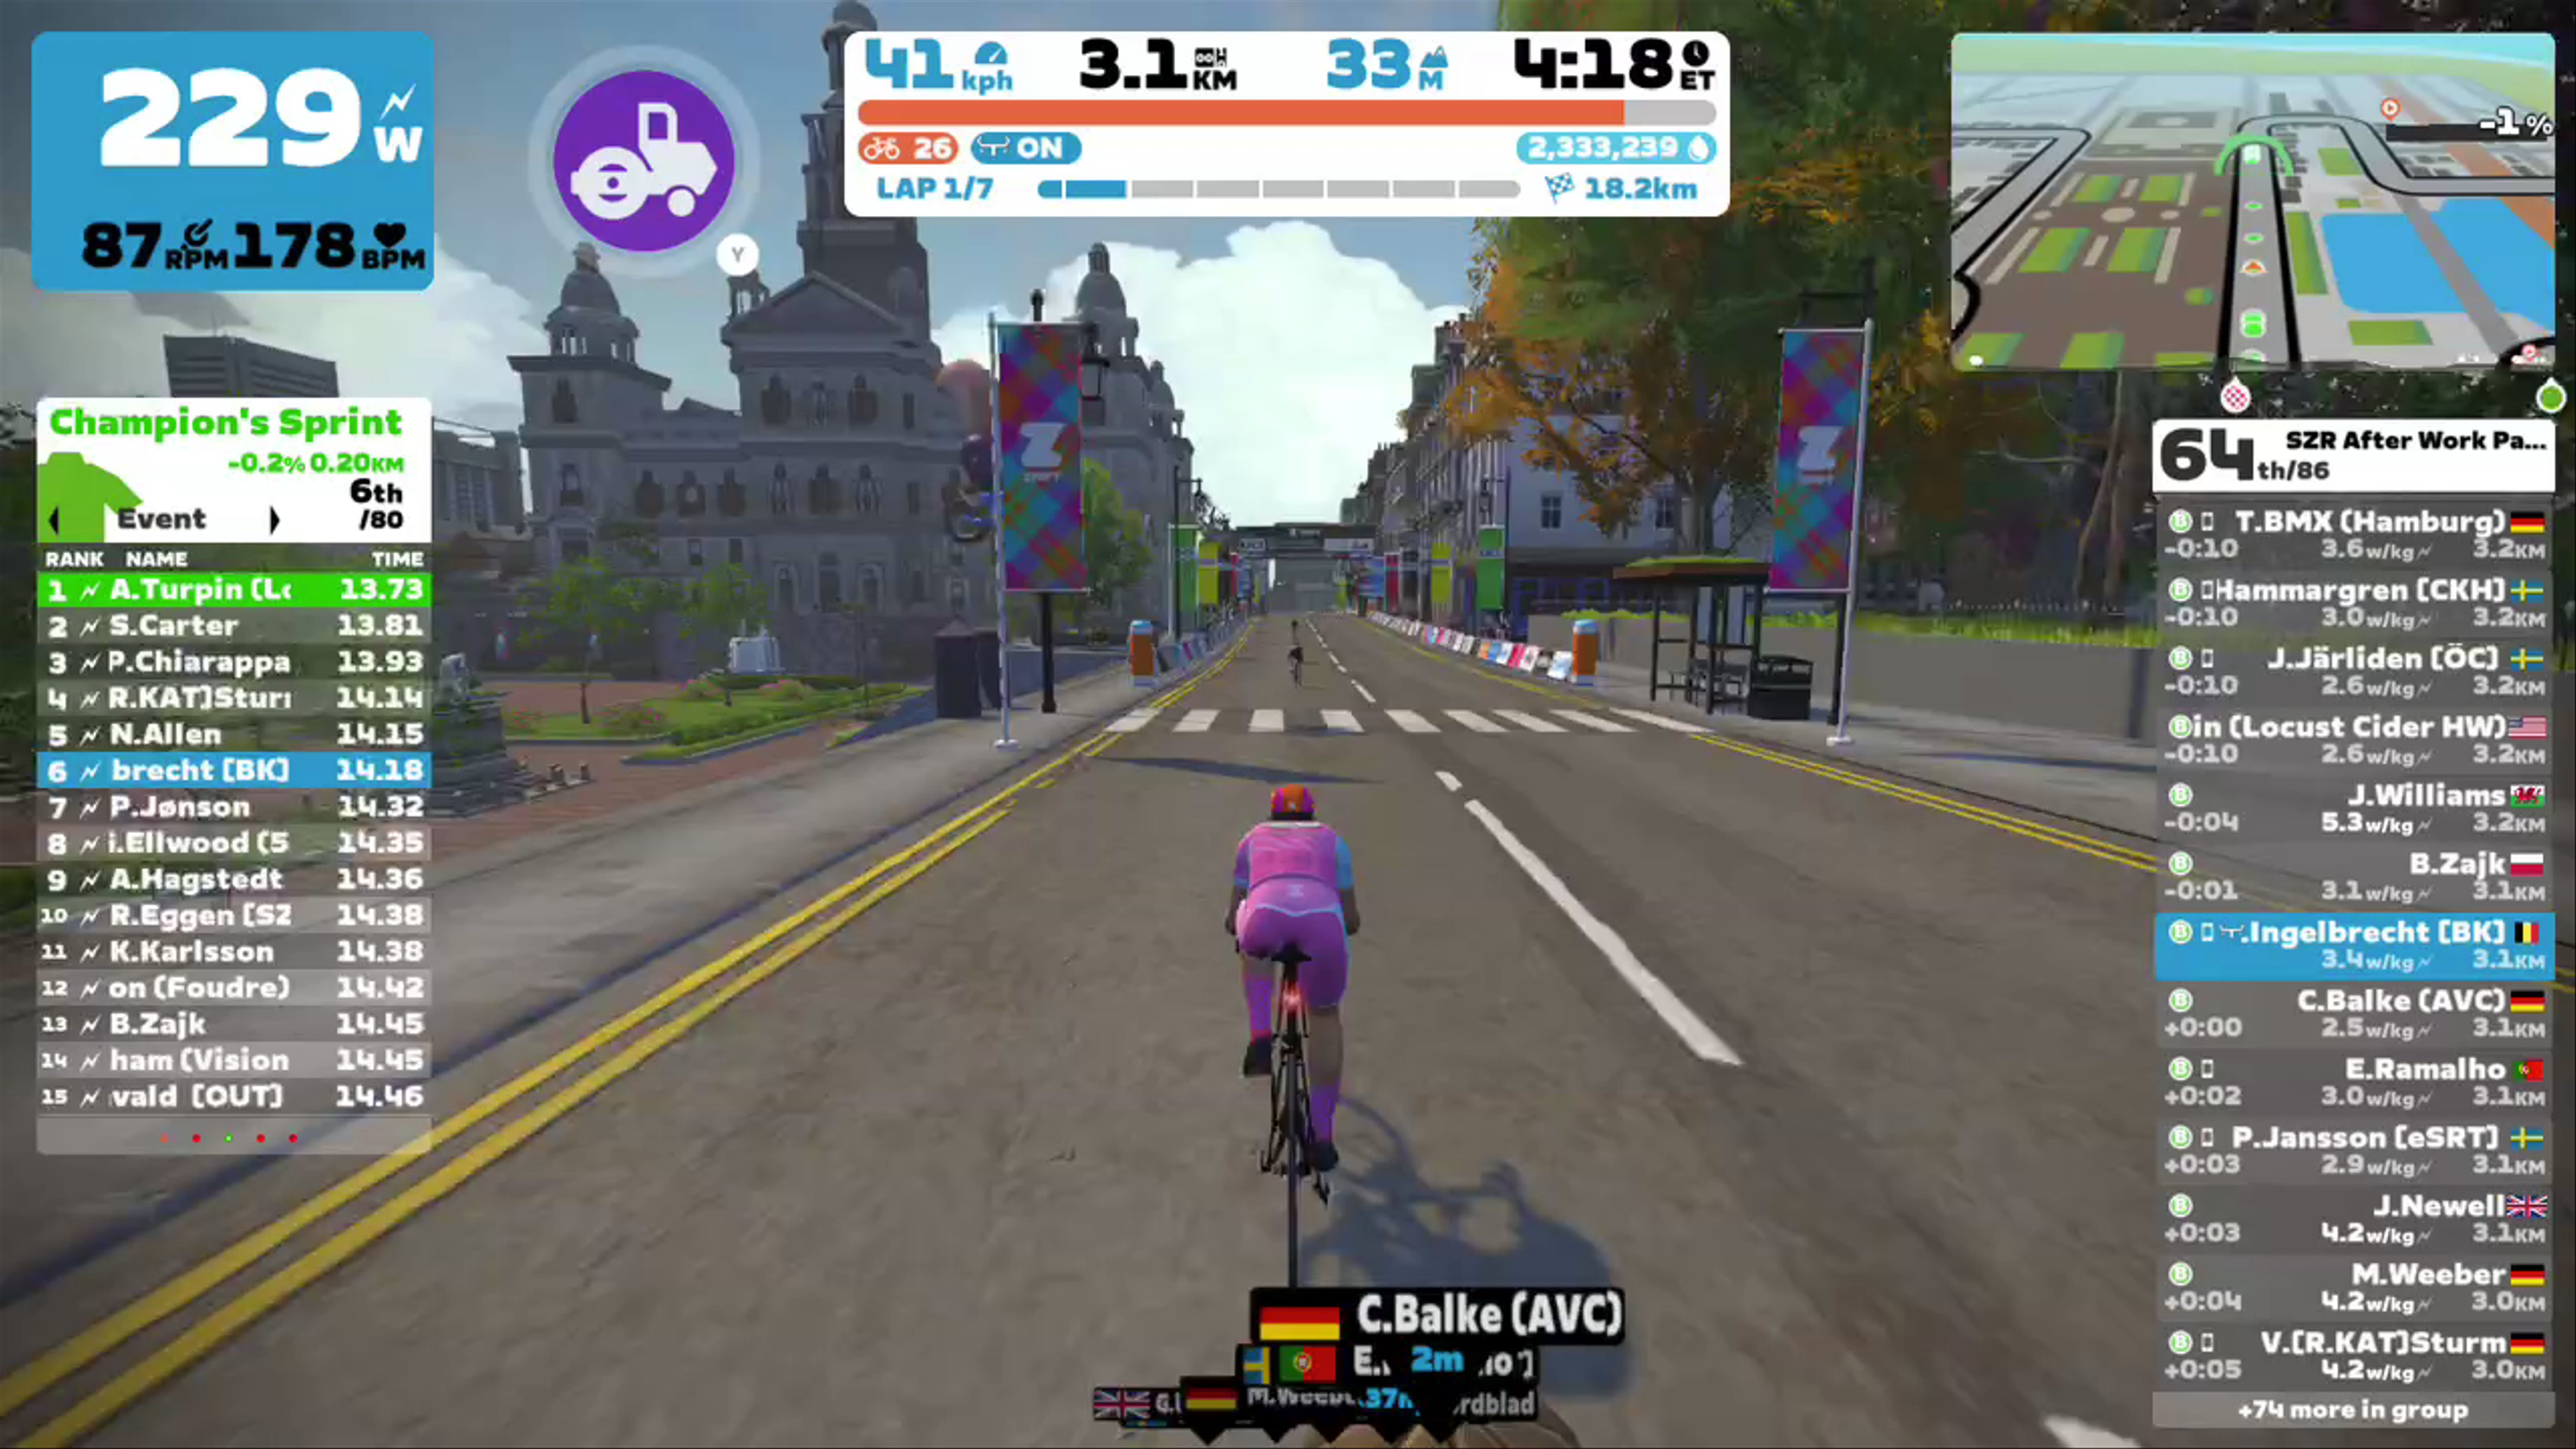 229 W
87 RPM 178 BPM
Y
41 kph 3.1 KM 33 M 4:18 ET
26 ON 2,333,239
LAP 1/7 18.2km
-1%
Champion's Sprint
-0.2% 0.20KM
6th
Event /80
RANK NAME TIME
1 A.Turpin (Lo 13.73
2 S.Carter 13.81
3 P.Chiarappa 13.93
4 R.KAT]Stur 14.14
5 N.Allen 14.15
6 brecht [BK] 14.18
7 P.Jønson 14.32
8 i.Ellwood (5 14.35
9 A.Hagstedt 14.36
10 R.Eggen [SZ 14.38
11 K.Karlsson 14.38
12 on (Foudre) 14.42
13 B.Zajk 14.45
14 ham (Vision 14.45
15 vald [OUT] 14.46
64th/86 SZR After Work Pa...
B T.BMX (Hamburg)
-0:10 3.6w/kg 3.2KM
B Hammargren [CKH]
-0:10 3.0w/kg 3.2KM
B J.Järliden [ÖC]
-0:10 2.6w/kg 3.2KM
B in (Locust Cider HW)
-0:10 2.6w/kg 3.2KM
B J.Williams
-0:04 5.3w/kg 3.2KM
B B.Zajk
-0:01 3.1w/kg 3.1KM
B .Ingelbrecht [BK]
3.4w/kg 3.1KM
B C.Balke (AVC)
+0:00 2.5w/kg 3.1KM
B E.Ramalho
+0:02 3.0w/kg 3.1KM
B P.Jansson [eSRT]
+0:03 2.9w/kg 3.1KM
B J.Newell
+0:03 4.2w/kg 3.1KM
B M.Weeber
+0:04 4.2w/kg 3.0KM
B V.[R.KAT]Sturm
+0:05 4.2w/kg 3.0KM
+74 more in group
C.Balke (AVC)
E. 2m
M.Weeb 37m rdblad